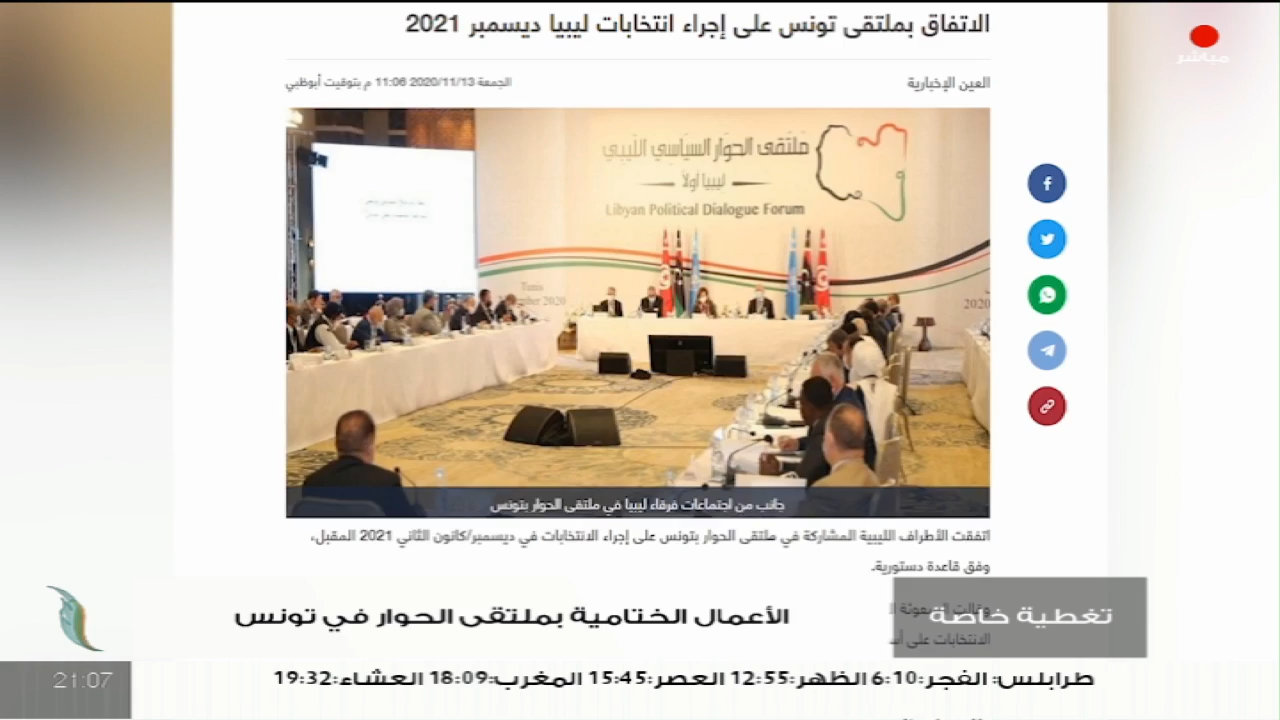 الاتفاق بملتقى تونس على إجراء انتخابات ليبيا ديسمبر 2021
مباشر
العين الإخبارية
الجمعة 2020/11/13 11:06 م بتوقيت أبوظبي
ملتقى الحوار السياسي الليبي
ليبيا أولاً
Libyan Political Dialogue Forum
Tunis
2020
جانب من اجتماعات فرقاء ليبيا في ملتقى الحوار بتونس
اتفقت الأطراف الليبية المشاركة في ملتقى الحوار بتونس على إجراء الانتخابات في ديسمبر/كانون الثاني 2021 المقبل،
وفق قاعدة دستورية.
تغطية خاصة
الأعمال الختامية بملتقى الحوار في تونس
الانتخابات على
طرابلس: الفجر:6:10 الظهر:12:55 العصر:15:45 المغرب:18:09 العشاء:19:32
21:07